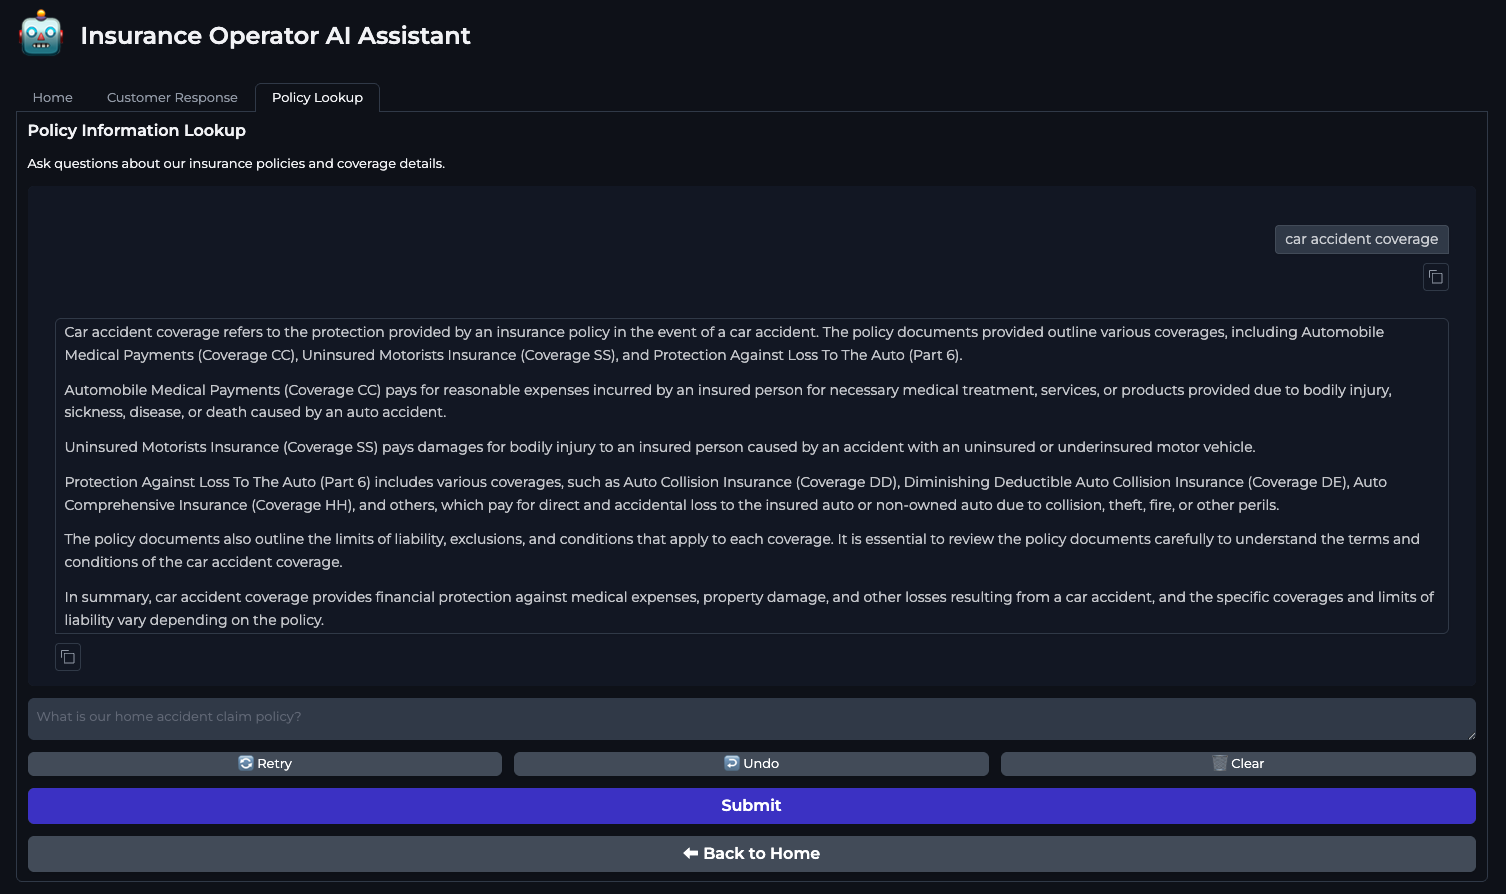 Insurance Operator AI Assistant
Home
Customer Response
Policy Lookup
Policy Information Lookup
Ask questions about our insurance policies and coverage details.
car accident coverage
Car accident coverage refers to the protection provided by an insurance policy in the event of a car accident. The policy documents provided outline various coverages, including Automobile
Medical Payments (Coverage CC), Uninsured Motorists Insurance (Coverage SS), and Protection Against Loss To The Auto (Part 6).
Automobile Medical Payments (Coverage CC) pays for reasonable expenses incurred by an insured person for necessary medical treatment, services, or products provided due to bodily injury,
sickness, disease, or death caused by an auto accident.
Uninsured Motorists Insurance (Coverage SS) pays damages for bodily injury to an insured person caused by an accident with an uninsured or underinsured motor vehicle.
Protection Against Loss To The Auto (Part 6) includes various coverages, such as Auto Collision Insurance (Coverage DD), Diminishing Deductible Auto Collision Insurance (Coverage DE), Auto
Comprehensive Insurance (Coverage HH), and others, which pay for direct and accidental loss to the insured auto or non-owned auto due to collision, theft, fire, or other perils.
The policy documents also outline the limits of liability, exclusions, and conditions that apply to each coverage. It is essential to review the policy documents carefully to understand the terms and
conditions of the car accident coverage.
In summary, car accident coverage provides financial protection against medical expenses, property damage, and other losses resulting from a car accident, and the specific coverages and limits of
liability vary depending on the policy.
What is our home accident claim policy?
Retry
Undo
Clear
Submit
Back to Home